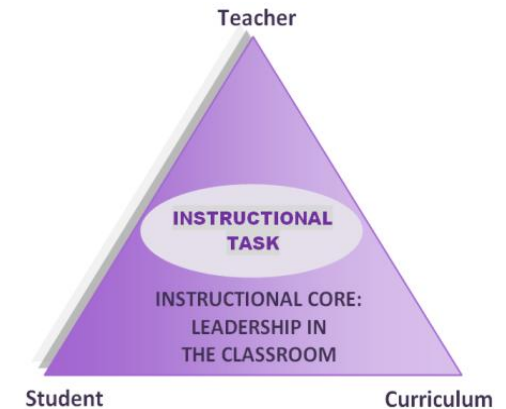 Teacher
INSTRUCTIONAL
TASK
INSTRUCTIONAL CORE:
LEADERSHIP IN
THE CLASSROOM
Student
Curriculum